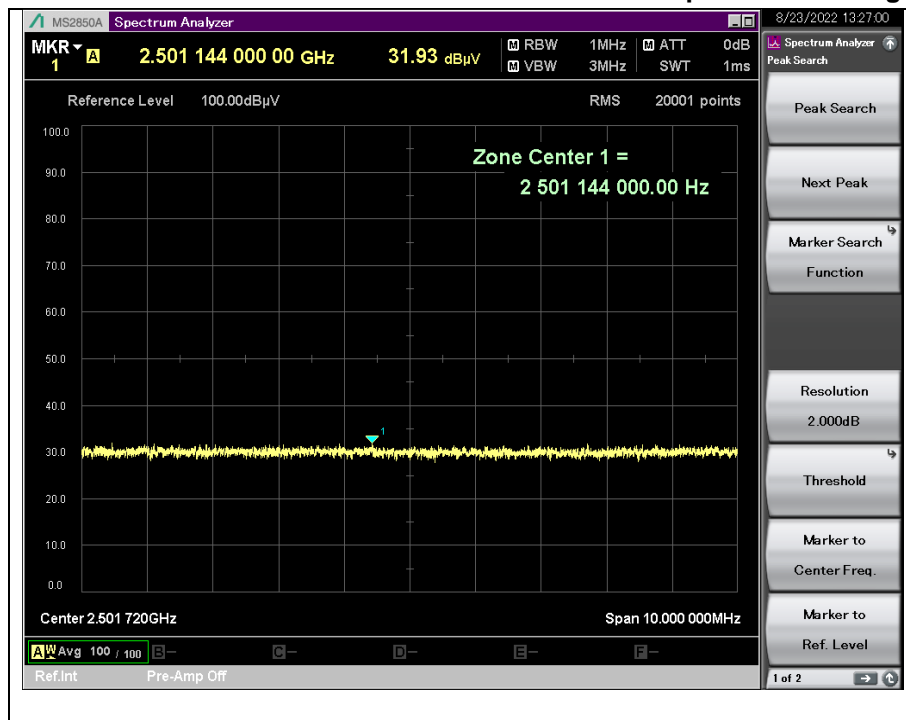 MS2850A Spectrum Analyzer
8/23/2022 13:27:00
MKR A 2.501 144 000 00 GHz 31.93 dBµV M RBW 1MHz M ATT 0dB
1 M VBW 3MHz SWT 1ms
Reference Level 100.00dBµV RMS 20001 points
100.0
90.0
80.0
70.0
60.0
50.0
40.0
30.0
20.0
10.0
0.0
Zone Center 1 =
2 501 144 000.00 Hz
1
Center 2.501 720GHz Span 10.000 000MHz
A W Avg 100 / 100 B- C- D- E- F-
Ref.Int Pre-Amp Off
Spectrum Analyzer
Peak Search
Peak Search
Next Peak
Marker Search
Function
Resolution
2.000dB
Threshold
Marker to
Center Freq.
Marker to
Ref. Level
1 of 2